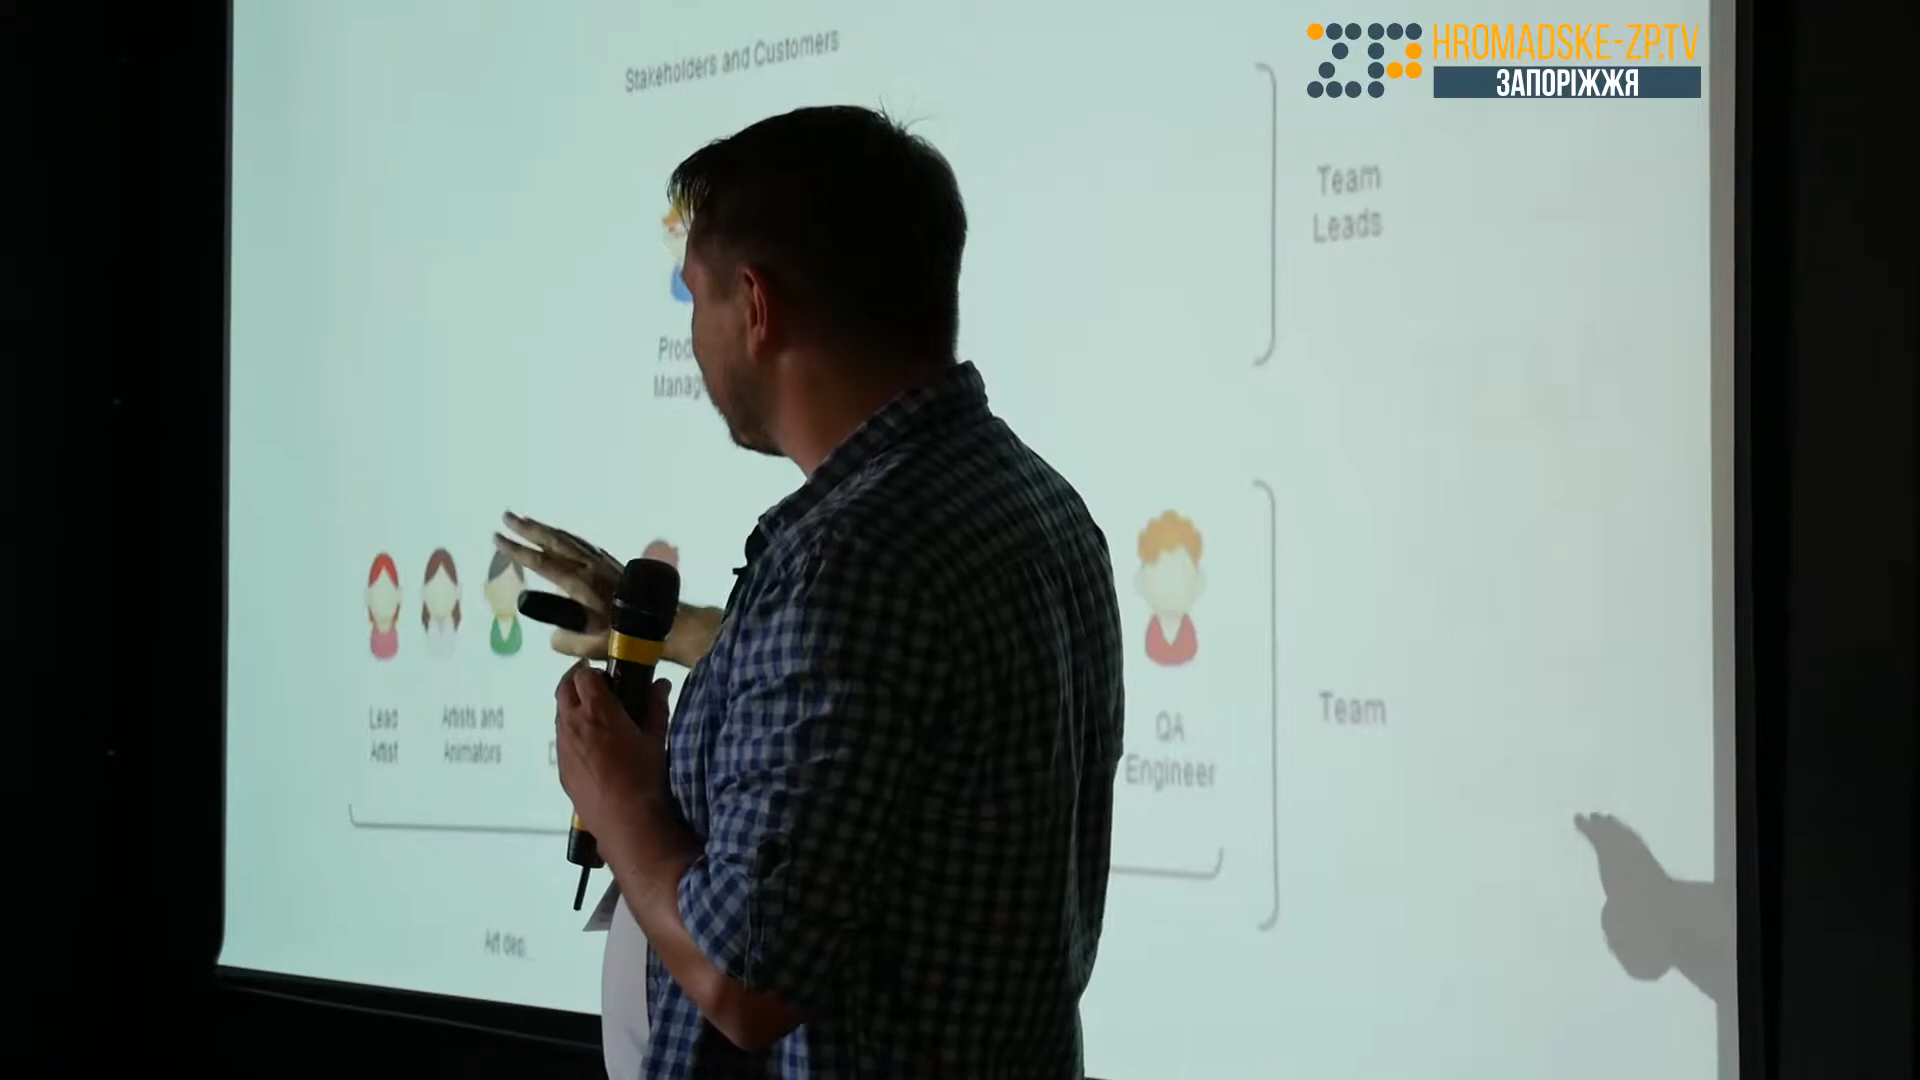 HROMADSKE-ZP.TV
ЗАПОРІЖЖЯ
Stakeholders and Customers
Team
Leads
Lead
Artist
Artists and
Animators
QA
Engineer
Team
Art dep.